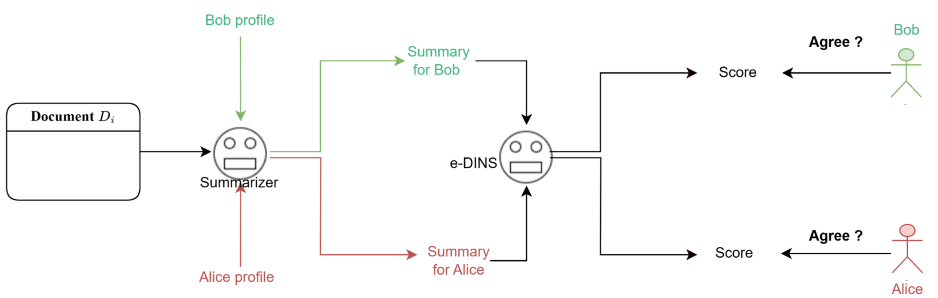 Bob profile
Bob
Agree ?
Summary
for Bob
Score
Document Dᵢ
e-DINS
Summarizer
Agree ?
Summary
for Alice
Score
Alice profile
Alice